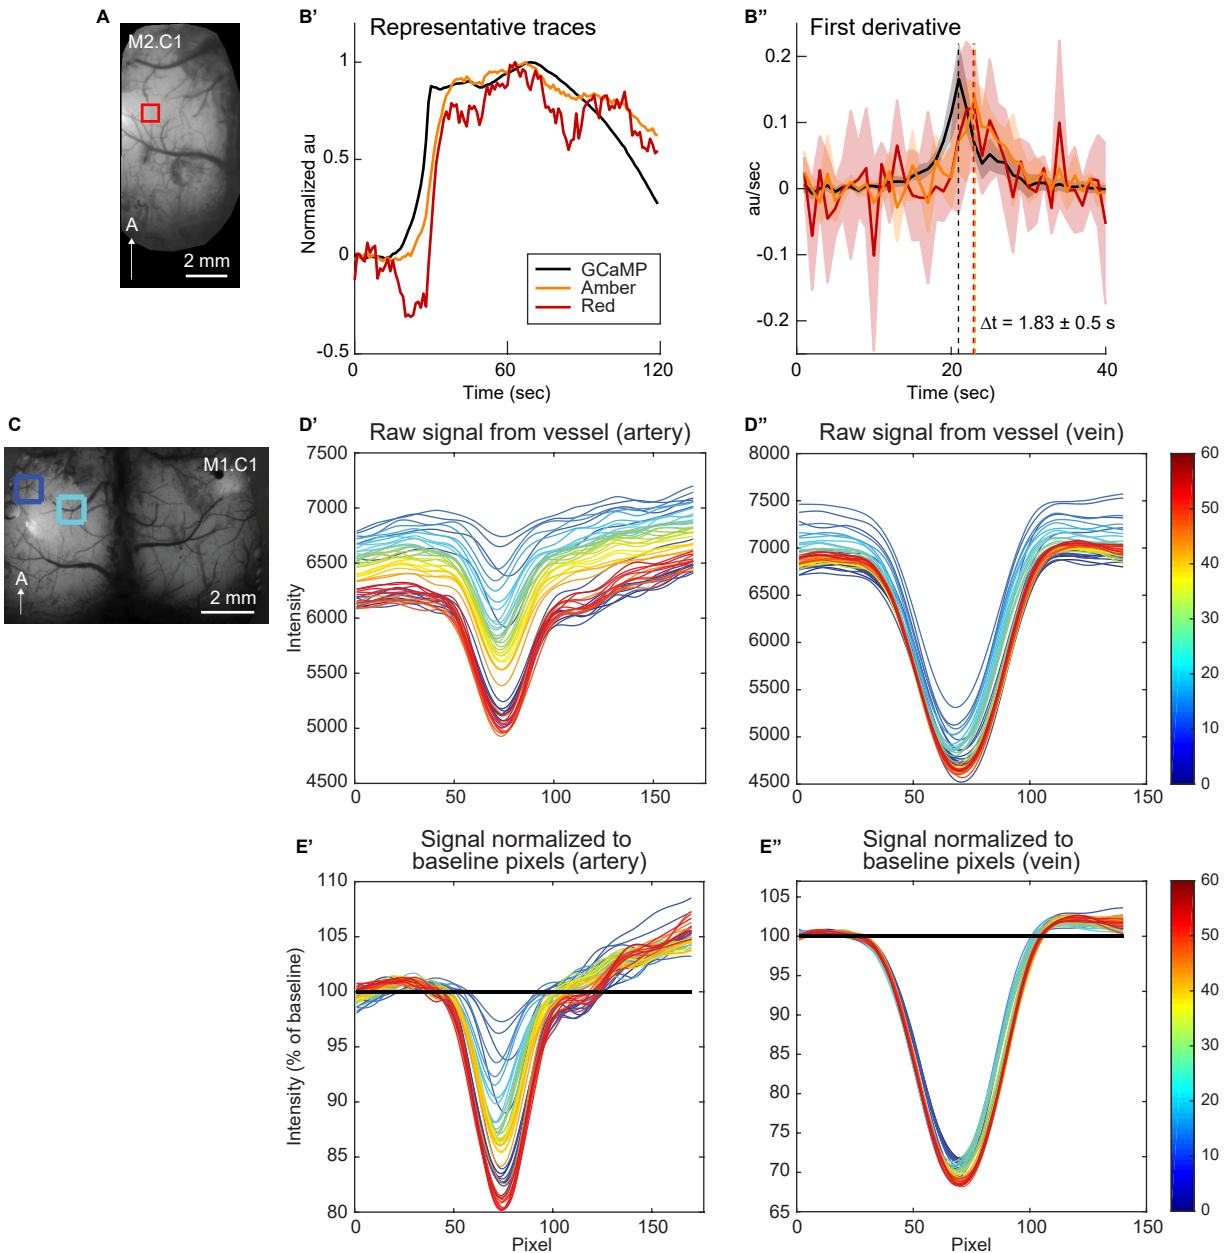 A
M2.C1
A
2 mm
B'
Representative traces
1
0.5
0
-0.5
Normalized au
GCaMP
Amber
Red
0
60
120
Time (sec)
B"
First derivative
0.2
0.1
0
-0.1
-0.2
au/sec
Δt = 1.83 ± 0.5 s
0
20
40
Time (sec)
C
M1.C1
A
2 mm
D'
Raw signal from vessel (artery)
7500
7000
6500
6000
5500
5000
4500
Intensity
0
50
100
150
D"
Raw signal from vessel (vein)
8000
7500
7000
6500
6000
5500
5000
4500
0
50
100
150
60
50
40
30
20
10
0
E'
Signal normalized to
baseline pixels (artery)
110
105
100
95
90
85
80
Intensity (% of baseline)
0
50
100
150
Pixel
E"
Signal normalized to
baseline pixels (vein)
105
100
95
90
85
80
75
70
65
0
50
100
150
Pixel
60
50
40
30
20
10
0